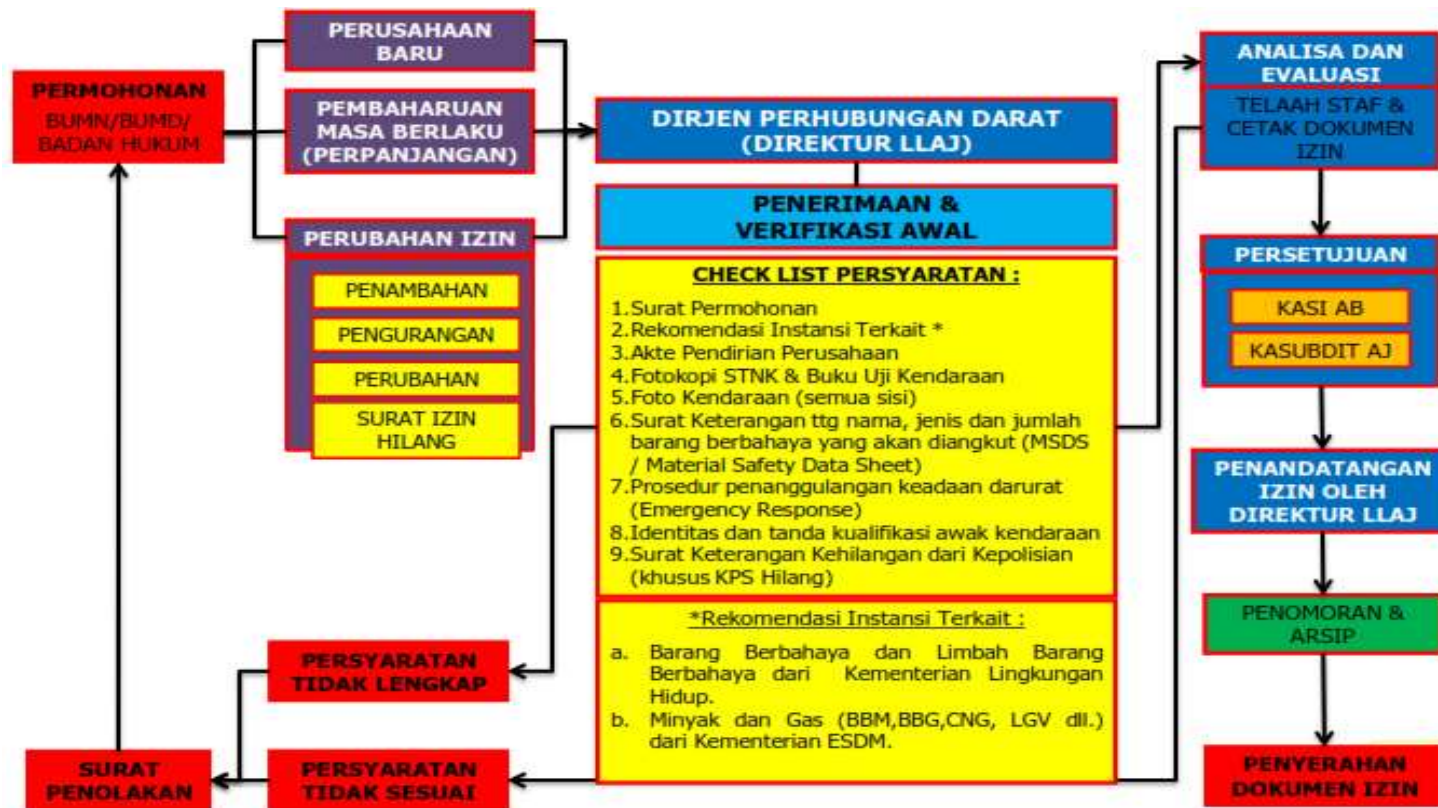 PERMOHONAN
BUMN/BUMD/
BADAN HUKUM
PERUSAHAAN
BARU
PEMBAHARUAN
MASA BERLAKU
(PERPANJANGAN)
PERUBAHAN IZIN
PENAMBAHAN
PENGURANGAN
PERUBAHAN
SURAT IZIN
HILANG
DIRJEN PERHUBUNGAN DARAT
(DIREKTUR LLAJ)
PENERIMAAN &
VERIFIKASI AWAL
CHECK LIST PERSYARATAN :
1.Surat Permohonan
2.Rekomendasi Instansi Terkait *
3.Akte Pendirian Perusahaan
4.Fotokopi STNK & Buku Uji Kendaraan
5.Foto Kendaraan (semua sisi)
6.Surat Keterangan ttg nama, jenis dan jumlah
barang berbahaya yang akan diangkut (MSDS
/ Material Safety Data Sheet)
7.Prosedur penanggulangan keadaan darurat
(Emergency Response)
8.Identitas dan tanda kualifikasi awak kendaraan
9.Surat Keterangan Kehilangan dari Kepolisian
(khusus KPS Hilang)
*Rekomendasi Instansi Terkait :
a. Barang Berbahaya dan Limbah Barang
Berbahaya dari Kementerian Lingkungan
Hidup.
b. Minyak dan Gas (BBM,BBG,CNG, LGV dll.)
dari Kementerian ESDM.
PERSYARATAN
TIDAK LENGKAP
PERSYARATAN
TIDAK SESUAI
SURAT
PENOLAKAN
ANALISA DAN
EVALUASI
TELAAH STAF &
CETAK DOKUMEN
IZIN
PERSETUJUAN
KASI AB
KASUBDIT AJ
PENANDATANGAN
IZIN OLEH
DIREKTUR LLAJ
PENOMORAN &
ARSIP
PENYERAHAN
DOKUMEN IZIN